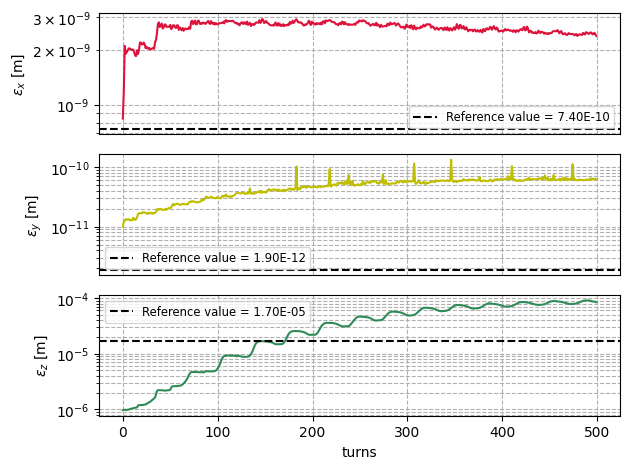 3 × 10⁻⁹
2 × 10⁻⁹
10⁻⁹
εₓ [m]
Reference value = 7.40E-10
10⁻¹⁰
10⁻¹¹
ε_y [m]
Reference value = 1.90E-12
10⁻⁴
10⁻⁵
10⁻⁶
ε_z [m]
Reference value = 1.70E-05
0 100 200 300 400 500
turns